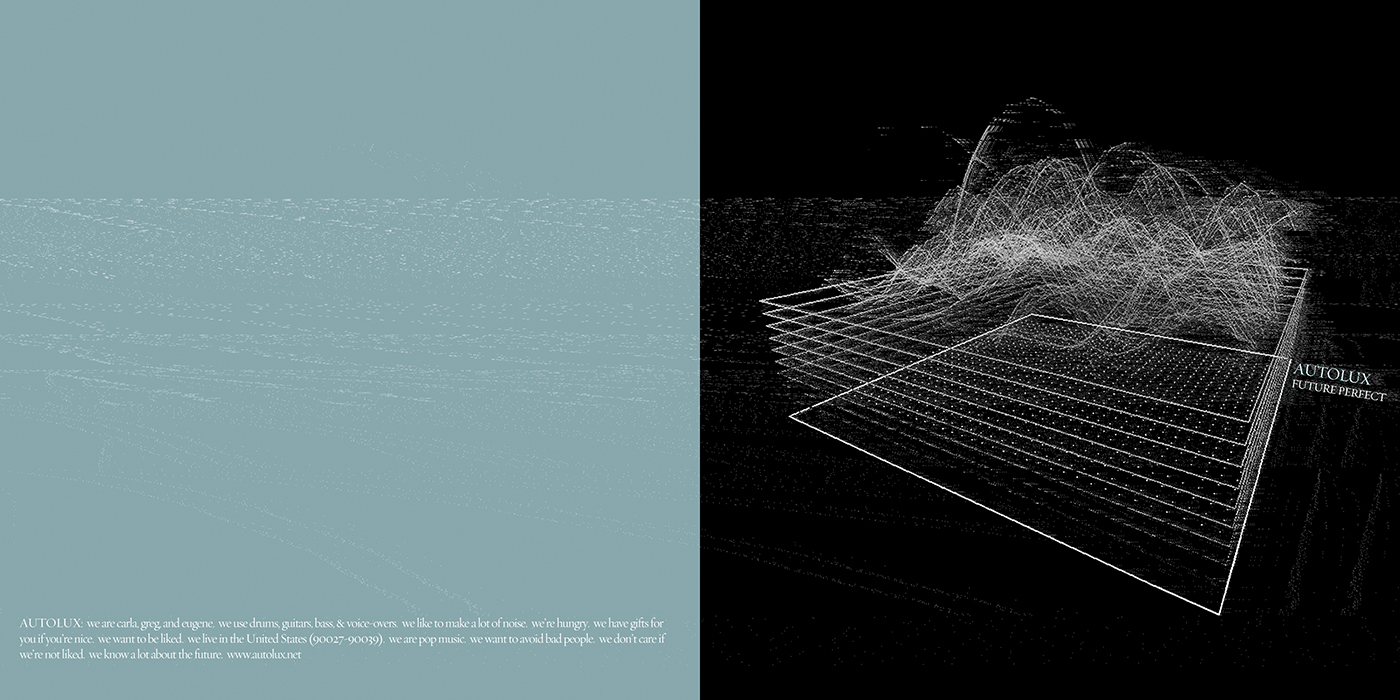 AUTOLUX: we are carla, greg, and eugene. we use drums, guitars, bass, & voice-overs. we like to make a lot of noise. we're hungry. we have gifts for
you if you're nice. we want to be liked. we live in the United States (90027-90039). we are pop music. we want to avoid bad people. we don't care if
we're not liked. we know a lot about the future. www.autolux.net
AUTOLUX
FUTURE PERFECT